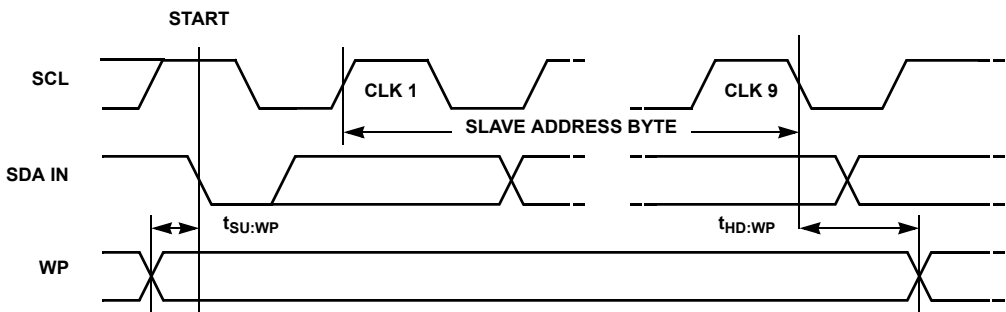 START
SCL
CLK 1
CLK 9
SLAVE ADDRESS BYTE
SDA IN
tSU:WP
tHD:WP
WP